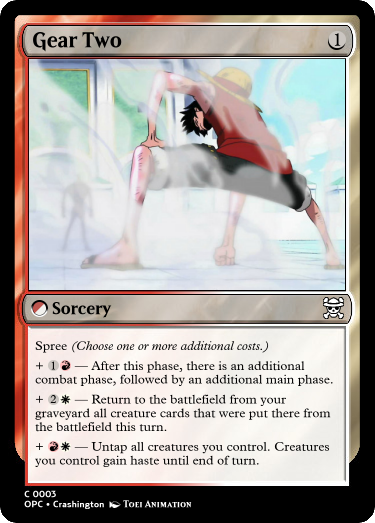 Gear Two 1
Sorcery
Spree (Choose one or more additional costs.)
+ 1 — After this phase, there is an additional
combat phase, followed by an additional main phase.
+ 2 — Return to the battlefield from your
graveyard all creature cards that were put there from
the battlefield this turn.
+ — Untap all creatures you control. Creatures
you control gain haste until end of turn.
C 0003
OPC • Crashington TOEI ANIMATION